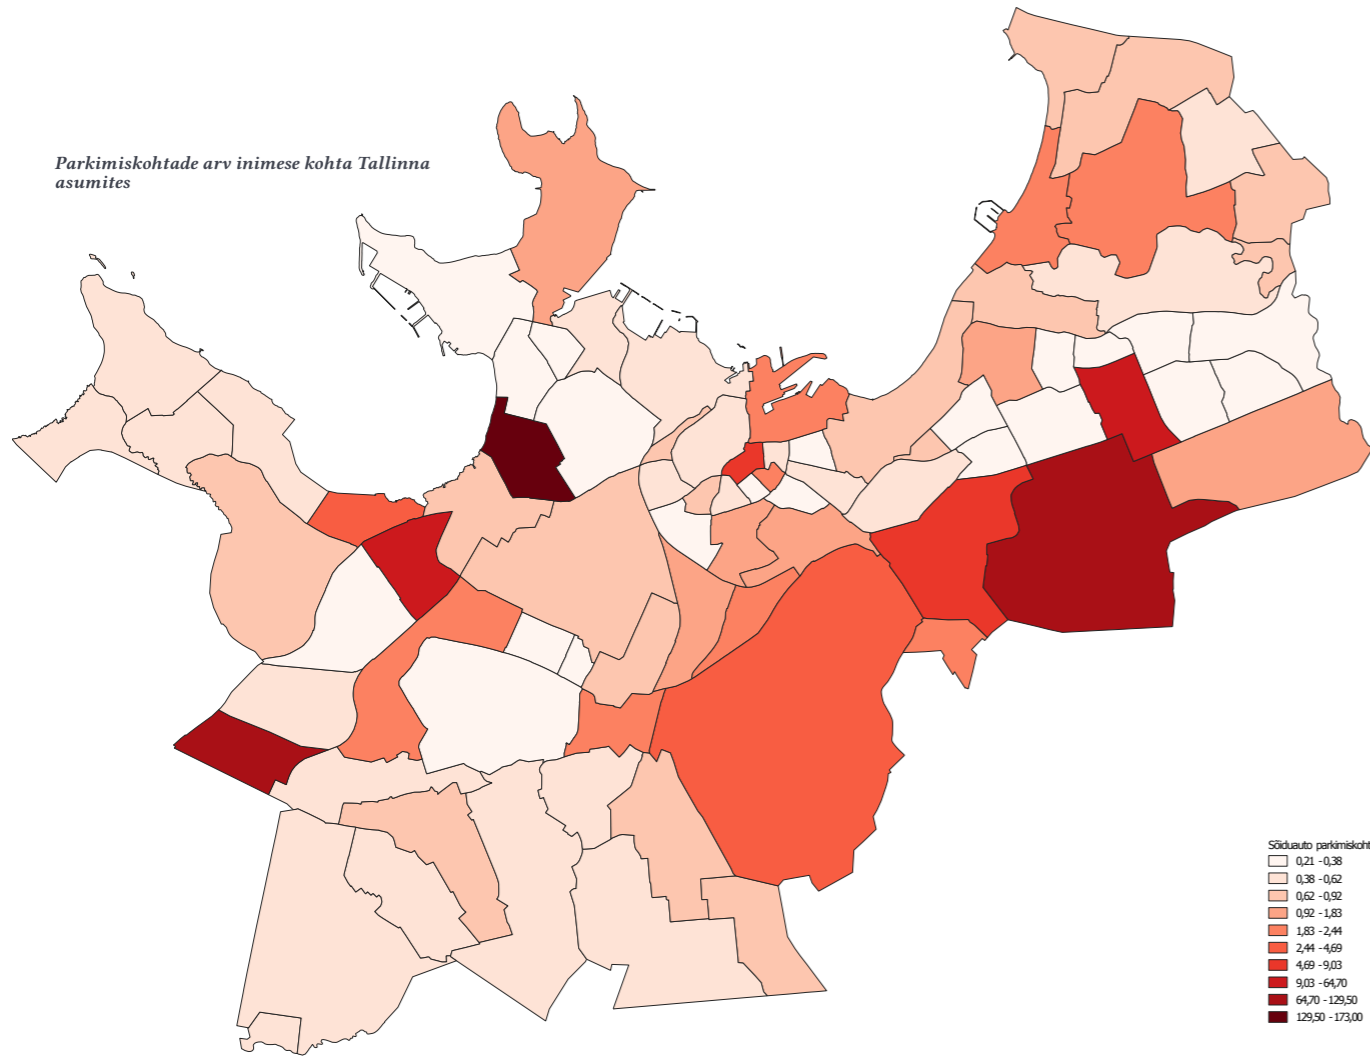 Parkimiskohtade arv inimese kohta Tallinna
asumites
Sõiduauto parkimiskoht
0,21 - 0,38
0,38 - 0,62
0,62 - 0,92
0,92 - 1,83
1,83 - 2,44
2,44 - 4,69
4,69 - 9,03
9,03 - 64,70
64,70 - 129,50
129,50 - 173,00